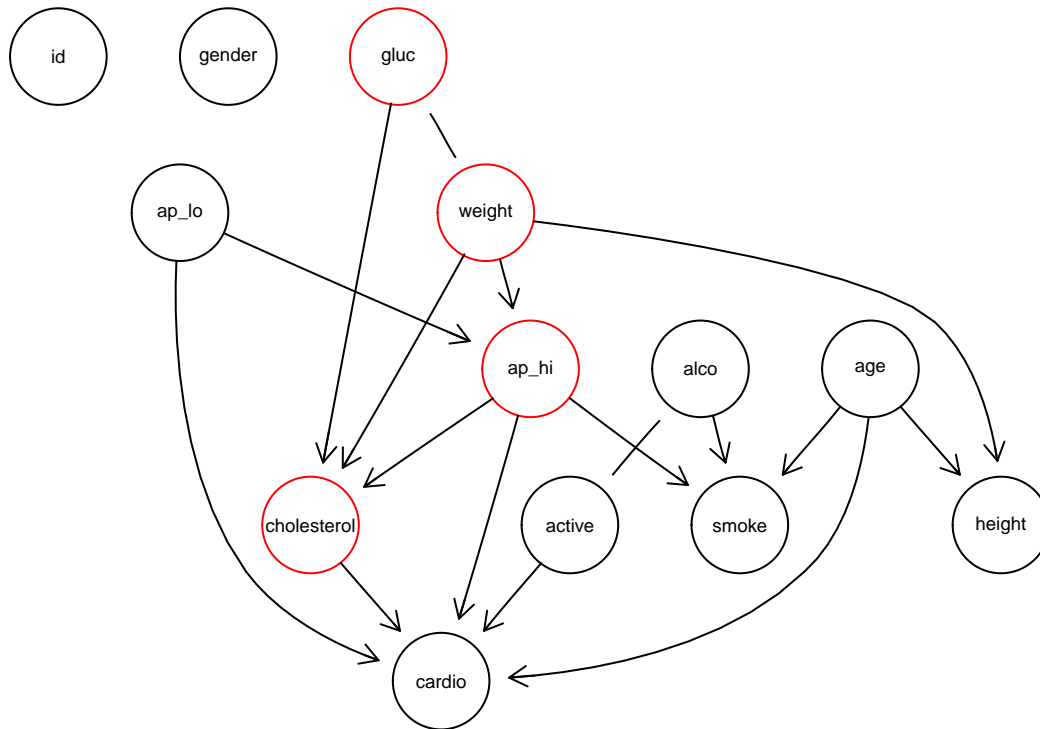 id
gender
gluc
ap_lo
weight
ap_hi
alco
age
cholesterol
active
smoke
height
cardio